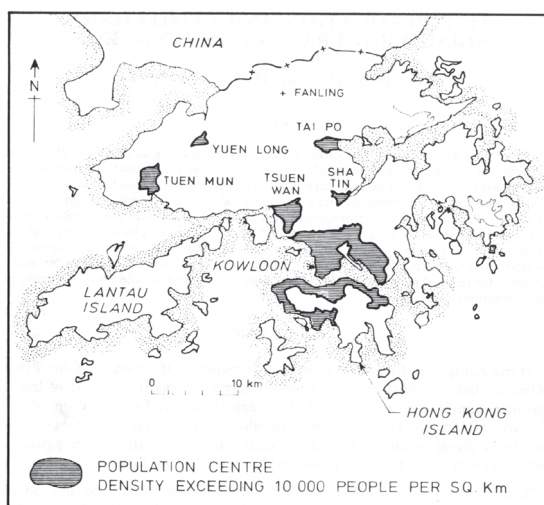 CHINA
N
FANLING
TAI PO
YUEN LONG
TUEN MUN
TSUEN
WAN
SHA
TIN
KOWLOON
LANTAU
ISLAND
0 10 km
HONG KONG
ISLAND
POPULATION CENTRE
DENSITY EXCEEDING 10 000 PEOPLE PER SQ. Km